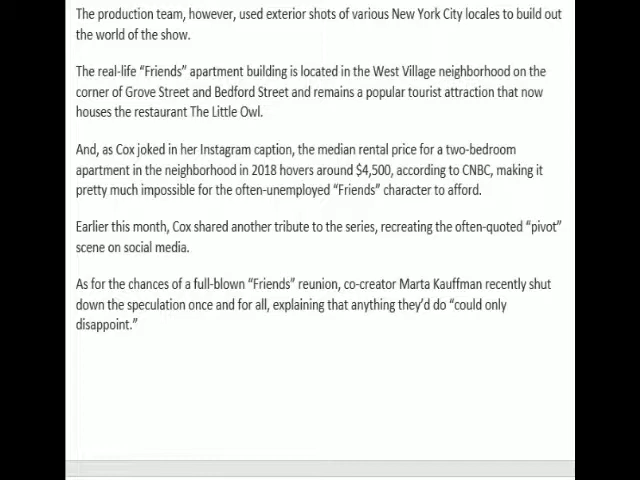 The production team, however, used exterior shots of various New York City locales to build out
the world of the show.
The real-life “Friends” apartment building is located in the West Village neighborhood on the
corner of Grove Street and Bedford Street and remains a popular tourist attraction that now
houses the restaurant The Little Owl.
And, as Cox joked in her Instagram caption, the median rental price for a two-bedroom
apartment in the neighborhood in 2018 hovers around $4,500, according to CNBC, making it
pretty much impossible for the often-unemployed “Friends” character to afford.
Earlier this month, Cox shared another tribute to the series, recreating the often-quoted “pivot”
scene on social media.
As for the chances of a full-blown “Friends” reunion, co-creator Marta Kauffman recently shut
down the speculation once and for all, explaining that anything they’d do “could only
disappoint.”